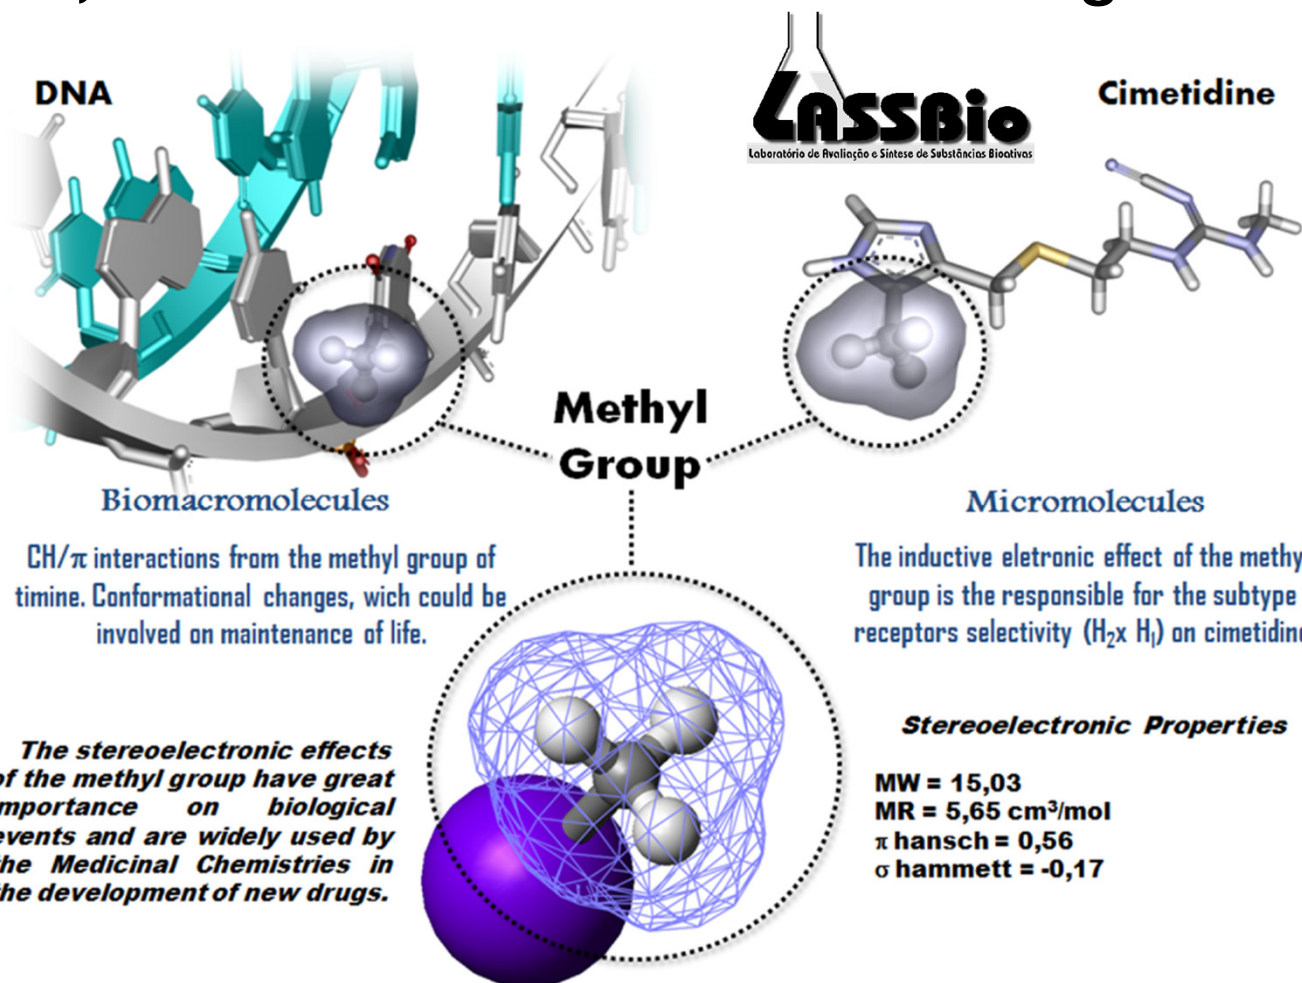 DNA
LASSBio
Laboratório de Avaliação e Síntese de Substâncias Bioativas
Cimetidine
Methyl
Group
Biomacromolecules
CH/π interactions from the methyl group of
timine. Conformational changes, wich could be
involved on maintenance of life.
Micromolecules
The inductive eletronic effect of the methy
group is the responsible for the subtype
receptors selectivity (H₂x H₁) on cimetidine
The stereoelectronic effects
of the methyl group have great
importance on biological
events and are widely used by
the Medicinal Chemistries in
the development of new drugs.
Stereoelectronic Properties
MW = 15,03
MR = 5,65 cm³/mol
π hansch = 0,56
σ hammett = -0,17